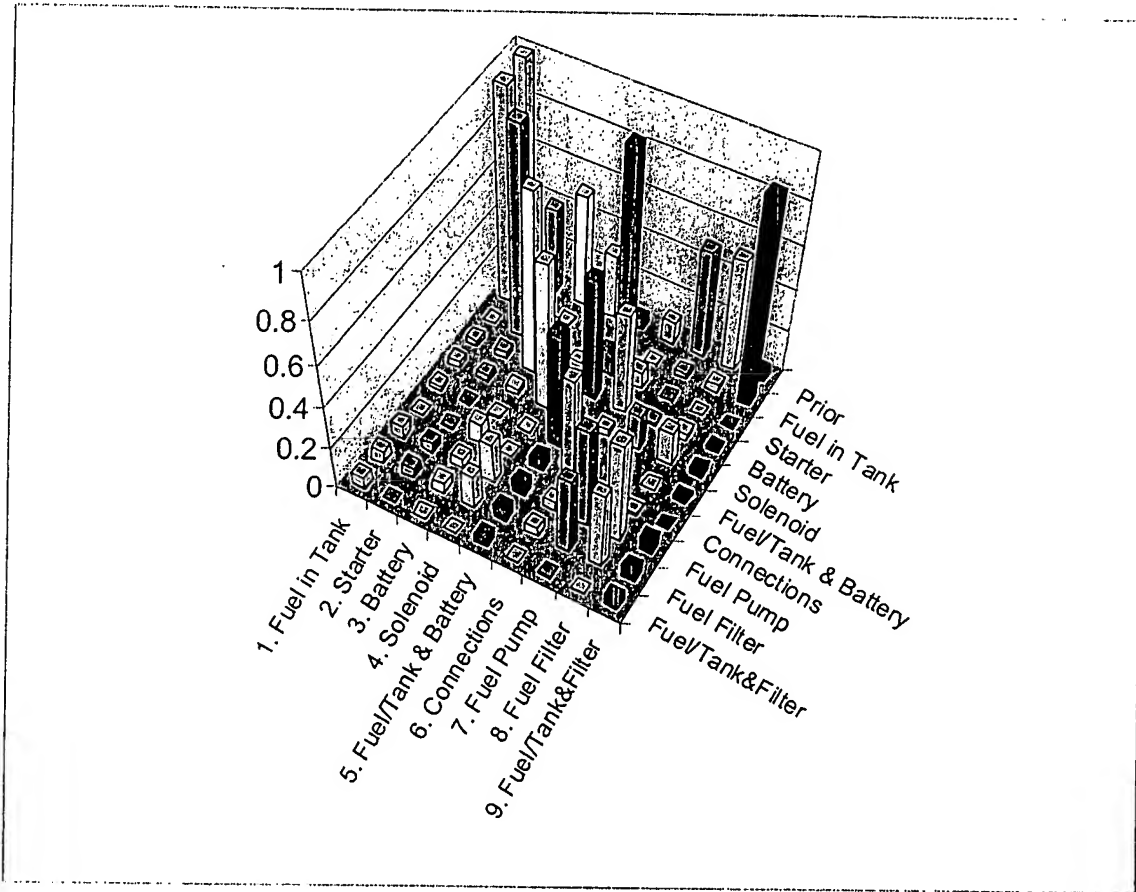 1
0.8
0.6
0.4
0.2
0
1. Fuel in Tank
2. Starter
3. Battery
4. Solenoid
5. Fuel/Tank & Battery
6. Connections
7. Fuel Pump
8. Fuel Filter
9. Fuel/Tank&Filter
Prior
Fuel in Tank
Starter
Battery
Solenoid
Fuel/Tank & Battery
Connections
Fuel Pump
Fuel Filter
Fuel/Tank&Filter